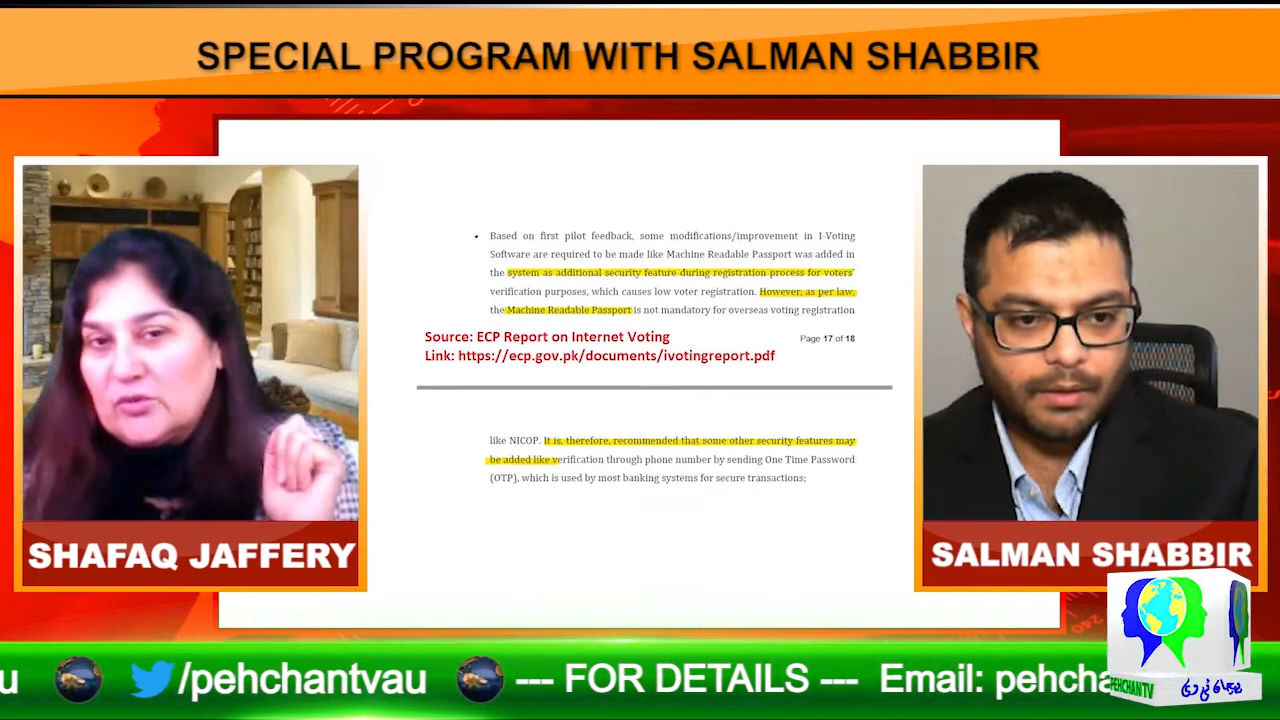 SPECIAL PROGRAM WITH SALMAN SHABBIR
• Based on first pilot feedback, some modifications/improvement in I-Voting
Software are required to be made like Machine Readable Passport was added in
the system as additional security feature during registration process for voters'
verification purposes, which causes low voter registration. However, as per law,
the Machine Readable Passport is not mandatory for overseas voting registration
Source: ECP Report on Internet Voting
Page 17 of 18
Link: https://ecp.gov.pk/documents/ivotingreport.pdf
like NICOP. It is, therefore, recommended that some other security features may
be added like verification through phone number by sending One Time Password
(OTP), which is used by most banking systems for secure transactions;
SHAFAQ JAFFERY
SALMAN SHABBIR
u /pehchantvau --- FOR DETAILS --- Email: pehcha
PEHCHAN TV